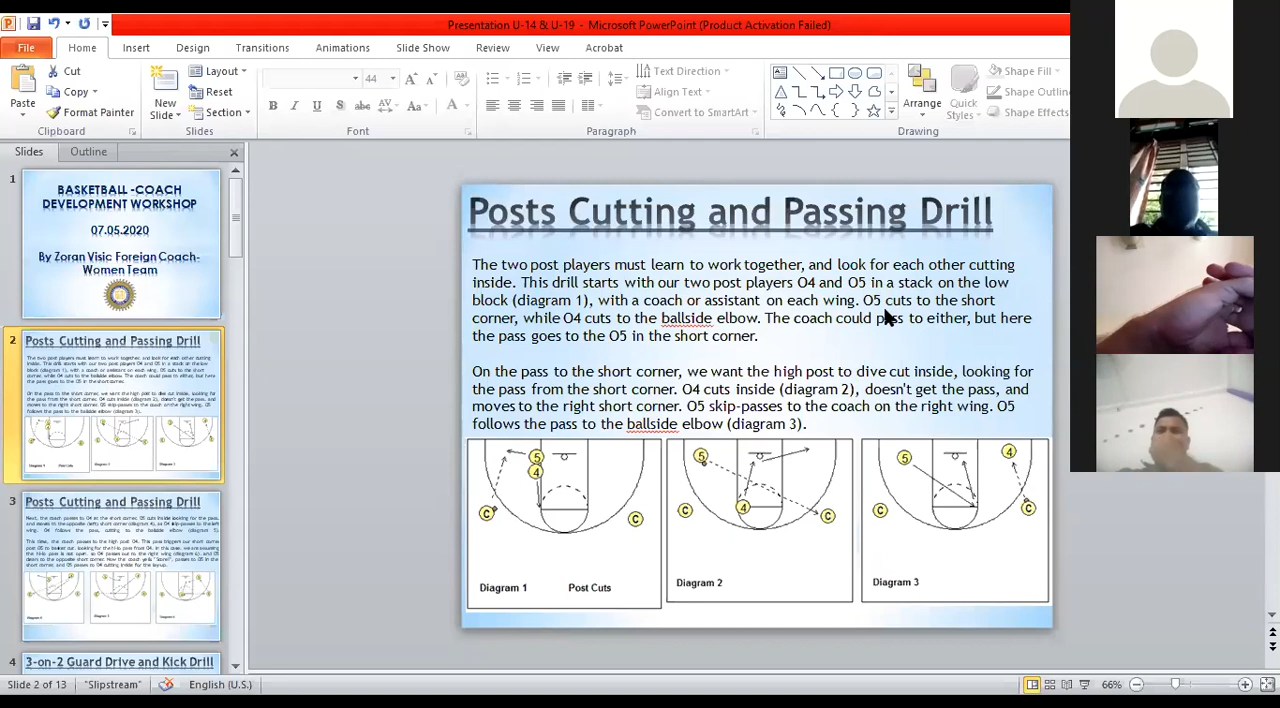 Presentation U-14 & U-19 - Microsoft PowerPoint (Product Activation Failed)
File Home Insert Design Transitions Animations Slide Show Review View Acrobat
Paste
Cut
Copy
Format Painter
Clipboard
New
Slide
Layout
Reset
Section
Slides
44
Font
Text Direction
Align Text
Convert to SmartArt
Paragraph
Arrange
Quick
Styles
Shape Fill
Shape Outlin
Shape Effects
Drawing
Slides Outline
1
BASKETBALL -COACH
DEVELOPMENT WORKSHOP
07.05.2020
By Zoran Visic Foreign Coach-
Women Team
2
Posts Cutting and Passing Drill
3
Posts Cutting and Passing Drill
4
3-on-2 Guard Drive and Kick Drill
Posts Cutting and Passing Drill
The two post players must learn to work together, and look for each other cutting
inside. This drill starts with our two post players O4 and O5 in a stack on the low
block (diagram 1), with a coach or assistant on each wing. O5 cuts to the short
corner, while O4 cuts to the ballside elbow. The coach could pass to either, but here
the pass goes to the O5 in the short corner.
On the pass to the short corner, we want the high post to dive cut inside, looking for
the pass from the short corner. O4 cuts inside (diagram 2), doesn't get the pass, and
moves to the right short corner. O5 skip-passes to the coach on the right wing. O5
follows the pass to the ballside elbow (diagram 3).
5
4
C
C
Diagram 1 Post Cuts
5
4
C
C
Diagram 2
5
4
C
C
Diagram 3
Slide 2 of 13 "Slipstream" English (U.S.) 66%